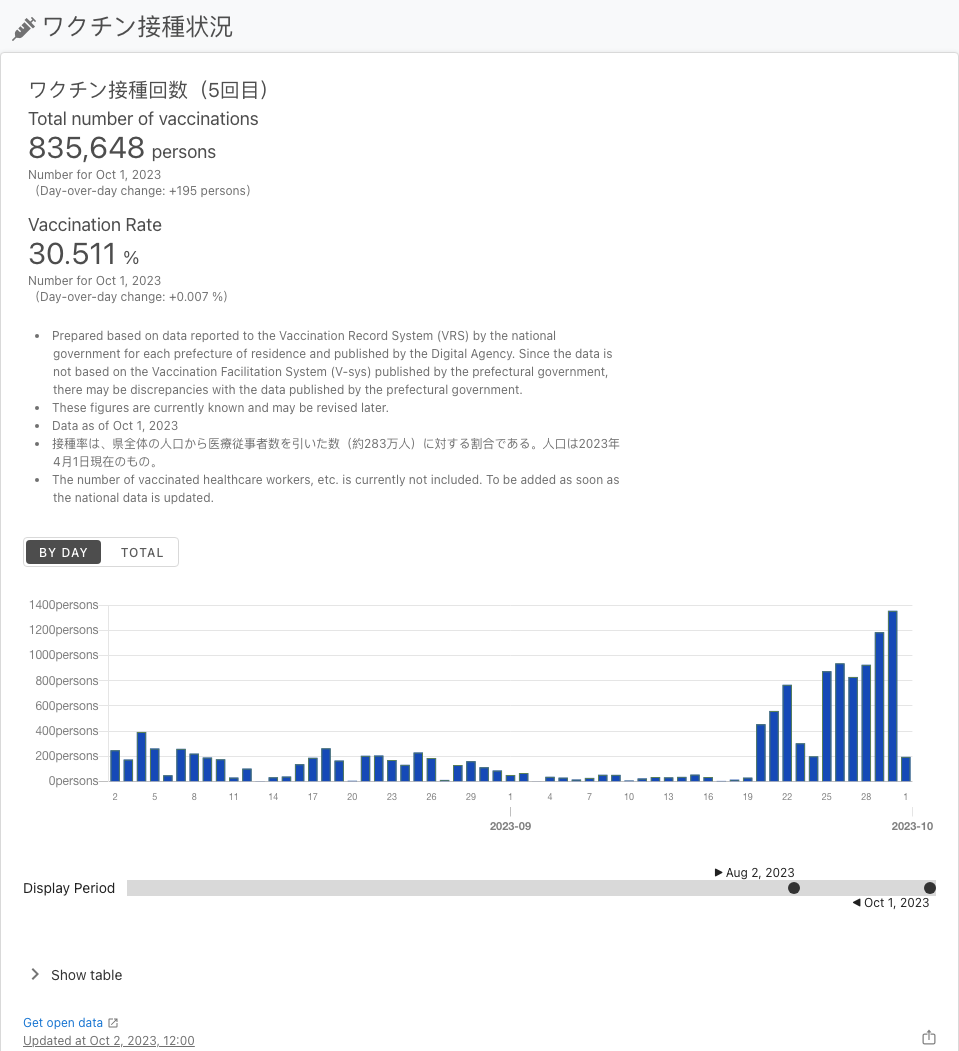 ワクチン接種状況
ワクチン接種回数（5回目）
Total number of vaccinations
835,648 persons
Number for Oct 1, 2023
（Day-over-day change: +195 persons）
Vaccination Rate
30.511 %
Number for Oct 1, 2023
（Day-over-day change: +0.007 %）
• Prepared based on data reported to the Vaccination Record System (VRS) by the national
government for each prefecture of residence and published by the Digital Agency. Since the data is
not based on the Vaccination Facilitation System (V-sys) published by the prefectural government,
there may be discrepancies with the data published by the prefectural government.
• These figures are currently known and may be revised later.
• Data as of Oct 1, 2023
• 接種率は、県全体の人口から医療従事者数を引いた数（約283万人）に対する割合である。人口は2023年
4月1日現在のもの。
• The number of vaccinated healthcare workers, etc. is currently not included. To be added as soon as
the national data is updated.
BY DAY TOTAL
1400persons
1200persons
1000persons
800persons
600persons
400persons
200persons
0persons
2 5 8 11 14 17 20 23 26 29 1 4 7 10 13 16 19 22 25 28 1
2023-09 2023-10
▶ Aug 2, 2023
Display Period
◀ Oct 1, 2023
Show table
Get open data
Updated at Oct 2, 2023, 12:00